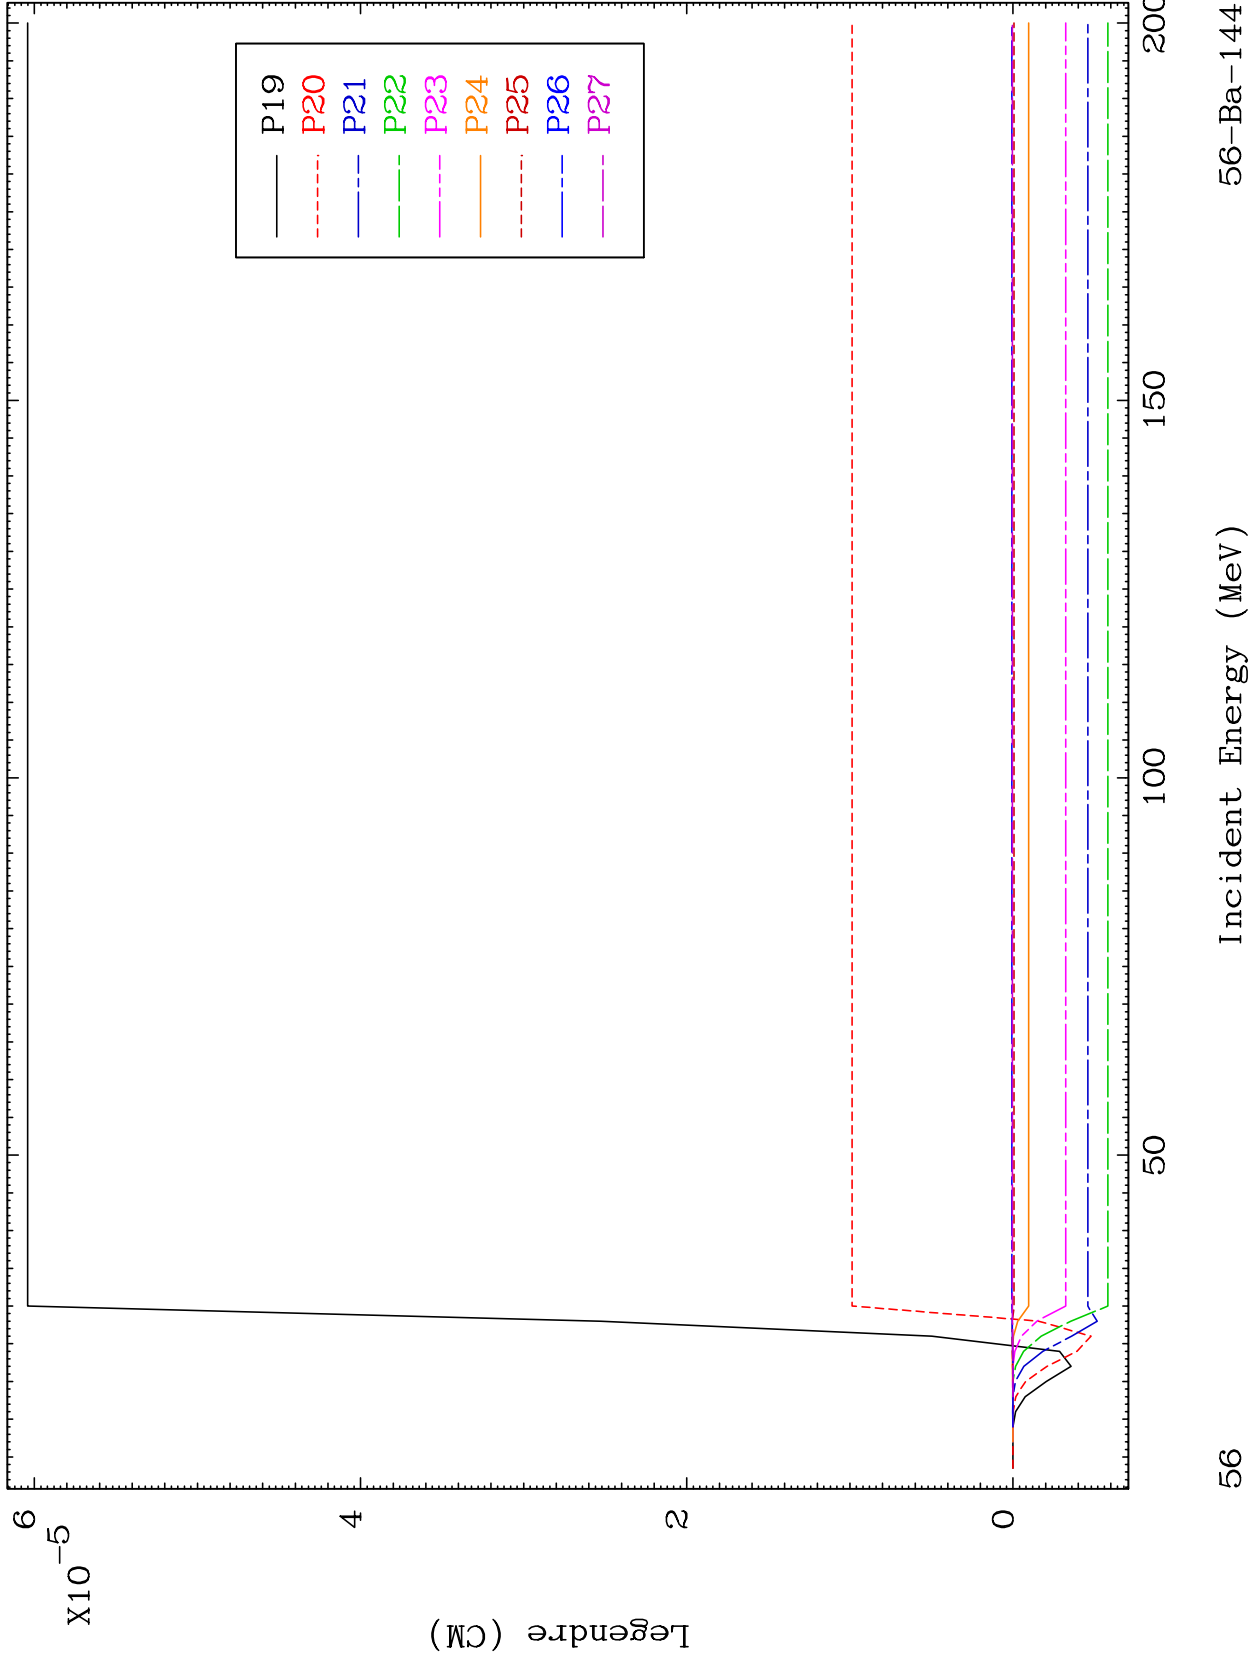 X10-5
6
4
2
0
Legendre (CM)
P19
P20
P21
P22
P23
P24
P25
P26
P27
50
100
150
200
Incident Energy (MeV)
56
56-Ba-144